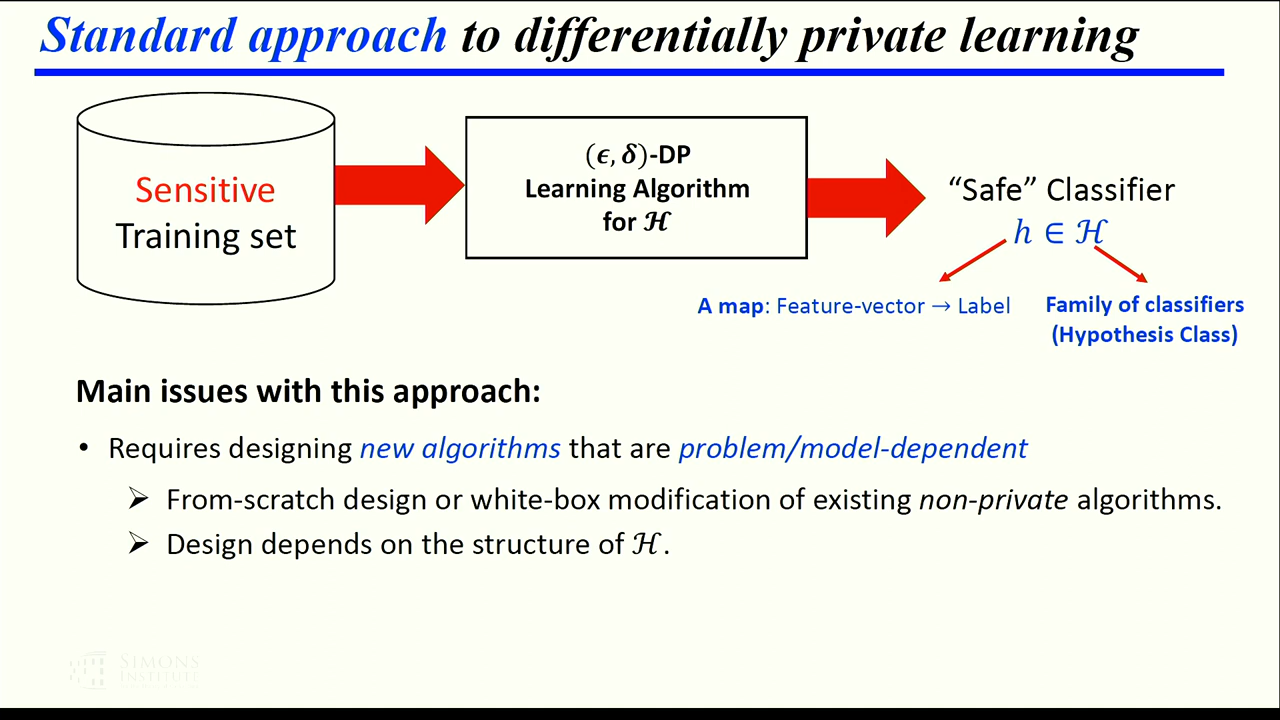 Standard approach to differentially private learning
Sensitive
Training set
(ϵ, δ)-DP
Learning Algorithm
for ℋ
“Safe” Classifier
h ∈ ℋ
A map: Feature-vector → Label
Family of classifiers
(Hypothesis Class)
Main issues with this approach:
• Requires designing new algorithms that are problem/model-dependent
➢ From-scratch design or white-box modification of existing non-private algorithms.
➢ Design depends on the structure of ℋ.
SIMONS
INSTITUTE